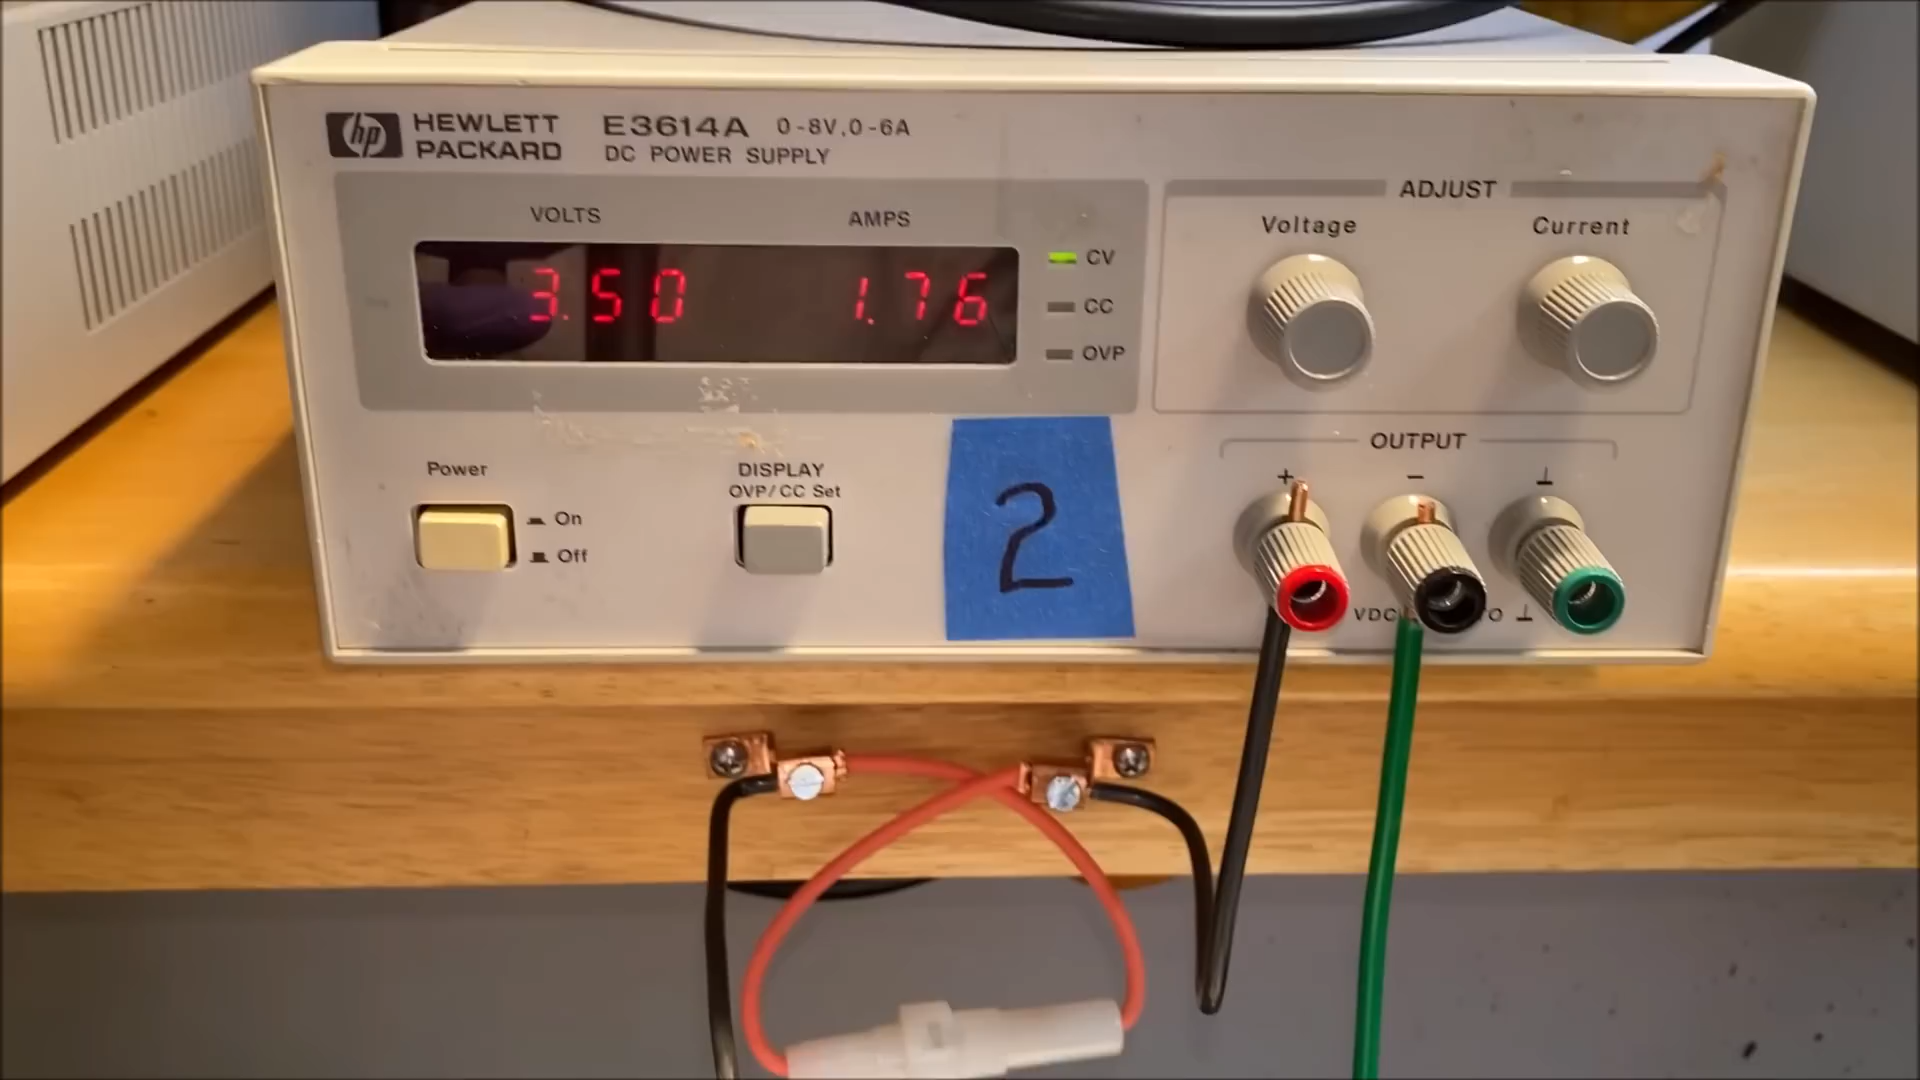 hp HEWLETT PACKARD
E3614A 0-8V,0-6A
DC POWER SUPPLY
VOLTS AMPS
3.50 1.76
CV
CC
OVP
ADJUST
Voltage Current
Power
On
Off
DISPLAY
OVP/CC Set
2
OUTPUT
+ - ⊥
VDC TO ⊥